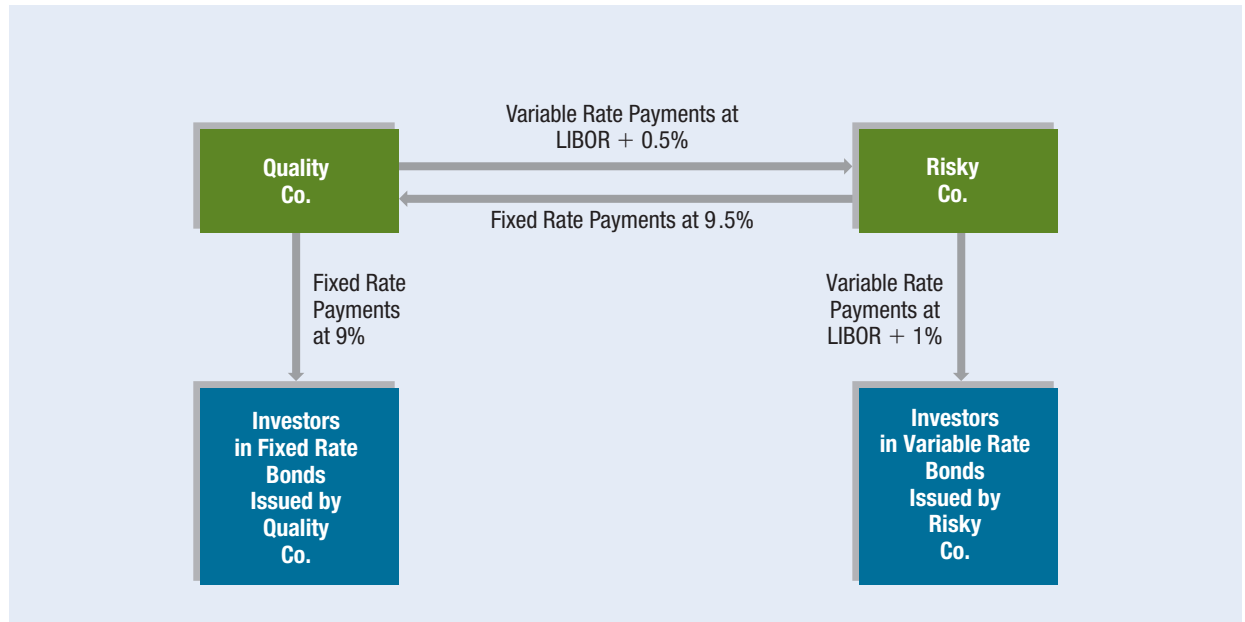 Variable Rate Payments at
LIBOR + 0.5%
Quality
Co.
Risky
Co.
Fixed Rate Payments at 9.5%
Fixed Rate
Payments
at 9%
Variable Rate
Payments at
LIBOR + 1%
Investors
in Fixed Rate
Bonds
Issued by
Quality
Co.
Investors
in Variable Rate
Bonds
Issued by
Risky
Co.